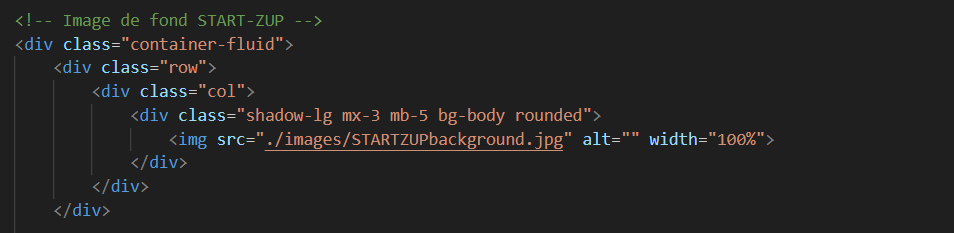 <!-- Image de fond START-ZUP -->
<div class="container-fluid">
<div class="row">
<div class="col">
<div class="shadow-lg mx-3 mb-5 bg-body rounded">
<img src="./images/STARTZUPbackground.jpg" alt="" width="100%">
</div>
</div>
</div>